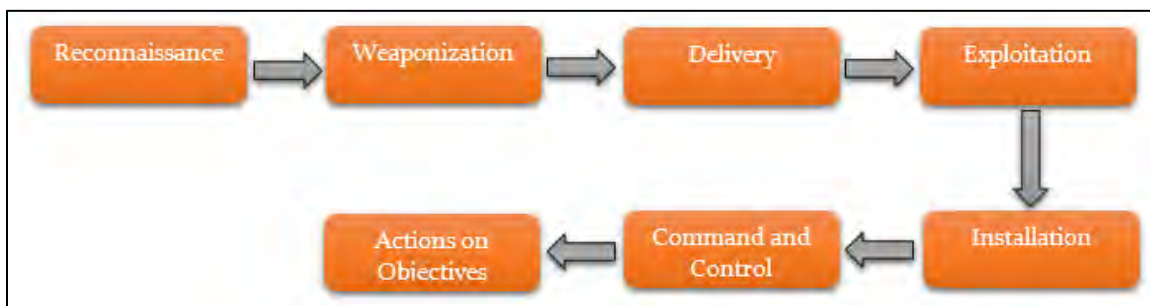 Reconnaissance
Weaponization
Delivery
Exploitation
Installation
Command and
Control
Actions on
Objectives